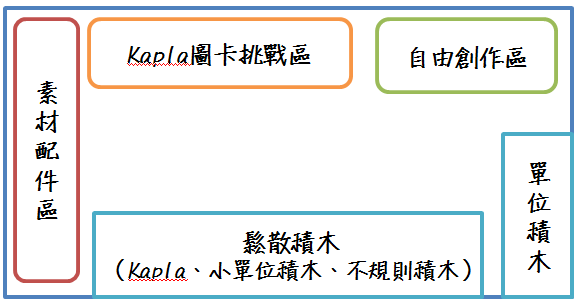 素材配件區
Kapla圖卡挑戰區
自由創作區
單位積木
鬆散積木
（Kapla、小單位積木、不規則積木）